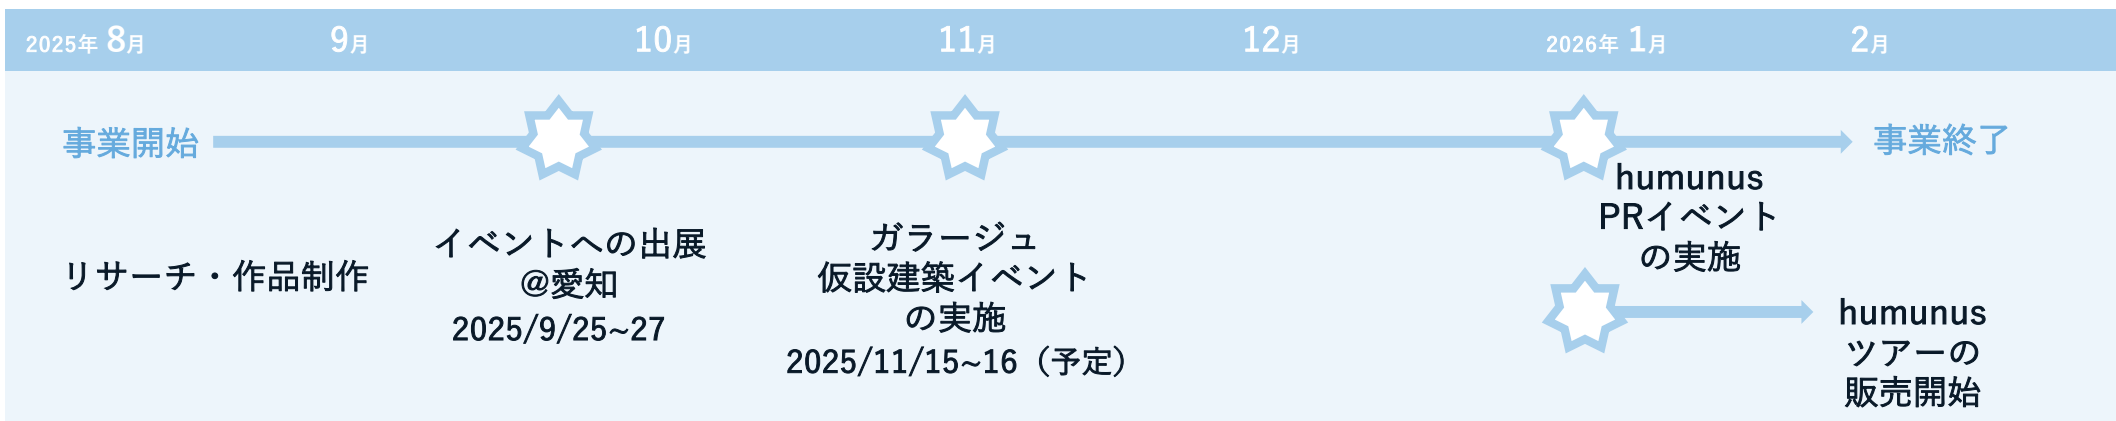 2025年 8月 9月 10月 11月 12月 2026年 1月 2月
事業開始
事業終了
リサーチ・作品制作
イベントへの出展
@愛知
2025/9/25~27
ガラージュ
仮設建築イベント
の実施
2025/11/15~16（予定）
humunus
PRイベント
の実施
humunus
ツアーの
販売開始